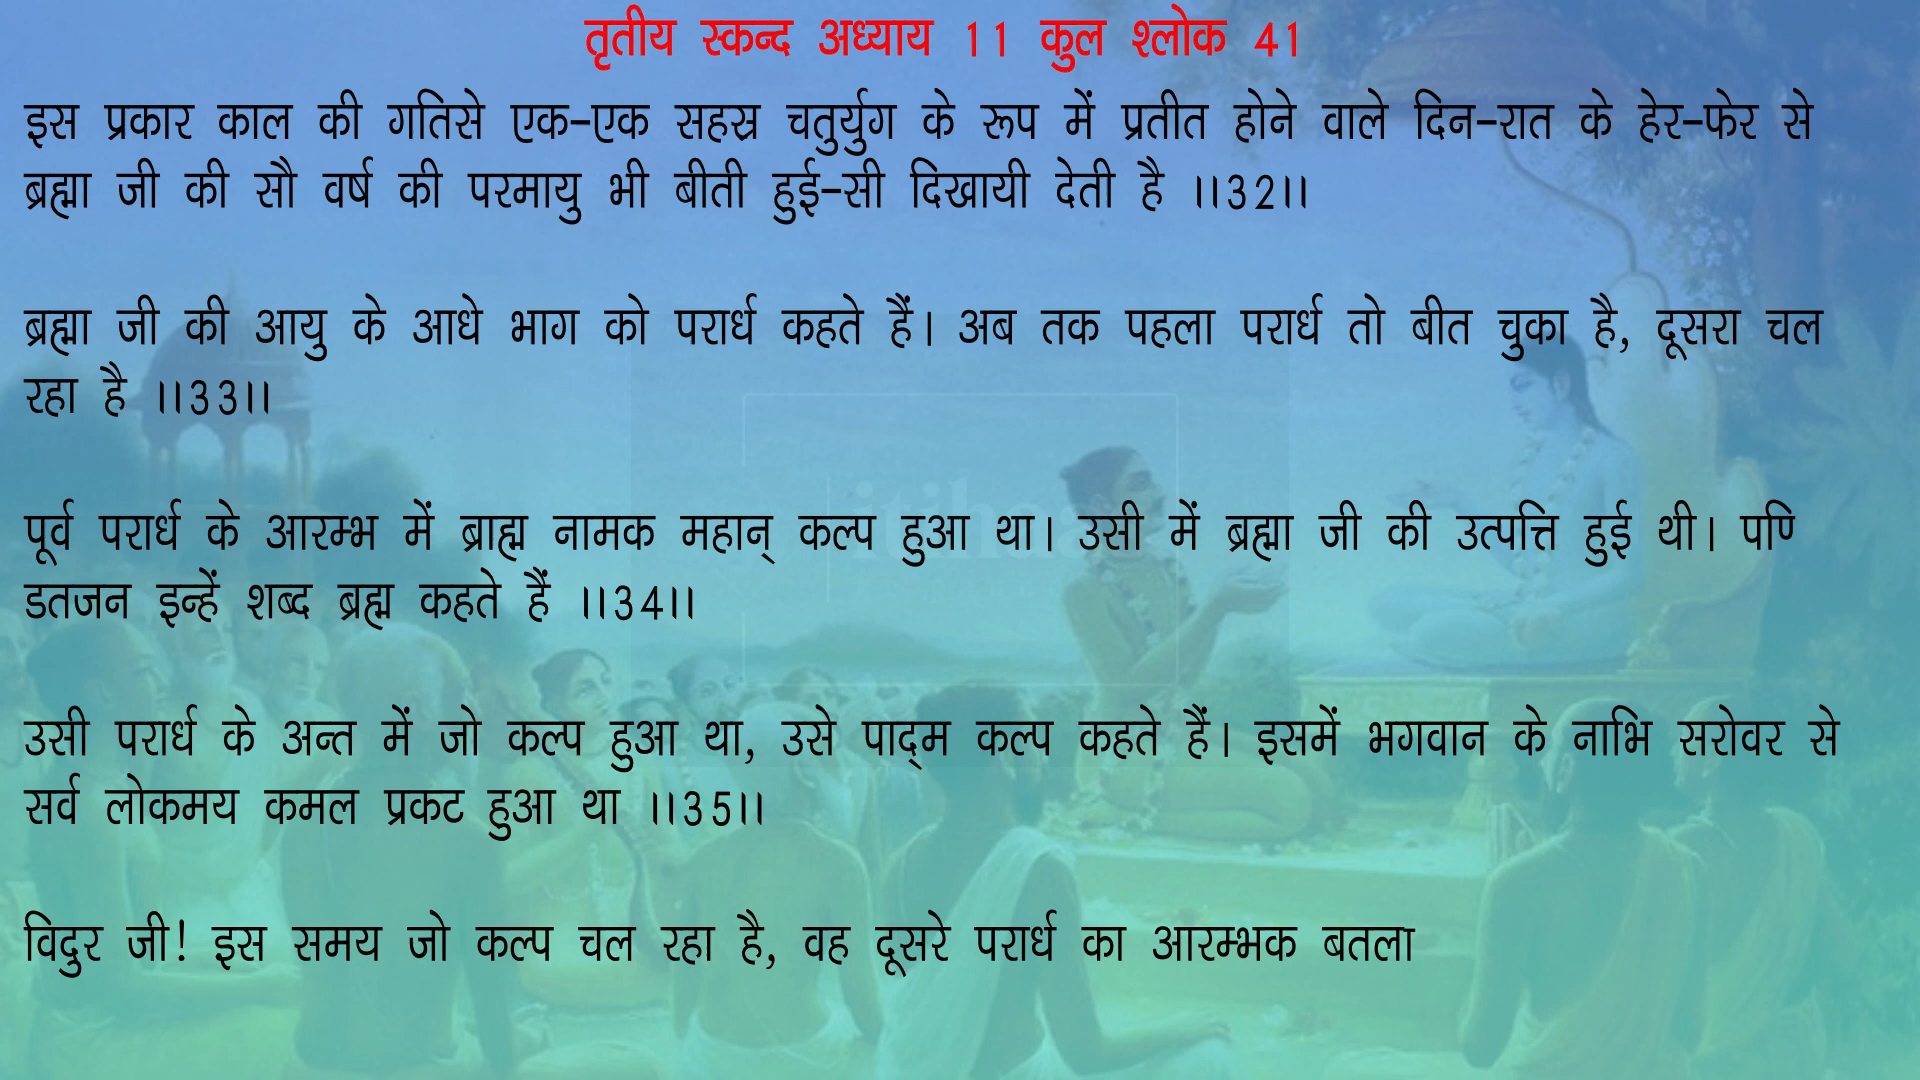 तृतीय स्कन्द अध्याय 11 कुल श्लोक 41
इस प्रकार काल की गतिसे एक-एक सहस्र चतुर्युग के रूप में प्रतीत होने वाले दिन-रात के हेर-फेर से
ब्रह्मा जी की सौ वर्ष की परमायु भी बीती हुई-सी दिखायी देती है ।।32।।
ब्रह्मा जी की आयु के आधे भाग को परार्ध कहते हैं। अब तक पहला परार्ध तो बीत चुका है, दूसरा चल
रहा है ।।33।।
पूर्व परार्ध के आरम्भ में ब्राह्म नामक महान् कल्प हुआ था। उसी में ब्रह्मा जी की उत्पत्ति हुई थी। पण्डि
डतजन इन्हें शब्द ब्रह्म कहते हैं ।।34।।
उसी परार्ध के अन्त में जो कल्प हुआ था, उसे पाद्‌म कल्प कहते हैं। इसमें भगवान के नाभि सरोवर से
सर्व लोकमय कमल प्रकट हुआ था ।।35।।
विदुर जी! इस समय जो कल्प चल रहा है, वह दूसरे परार्ध का आरम्भक बतला